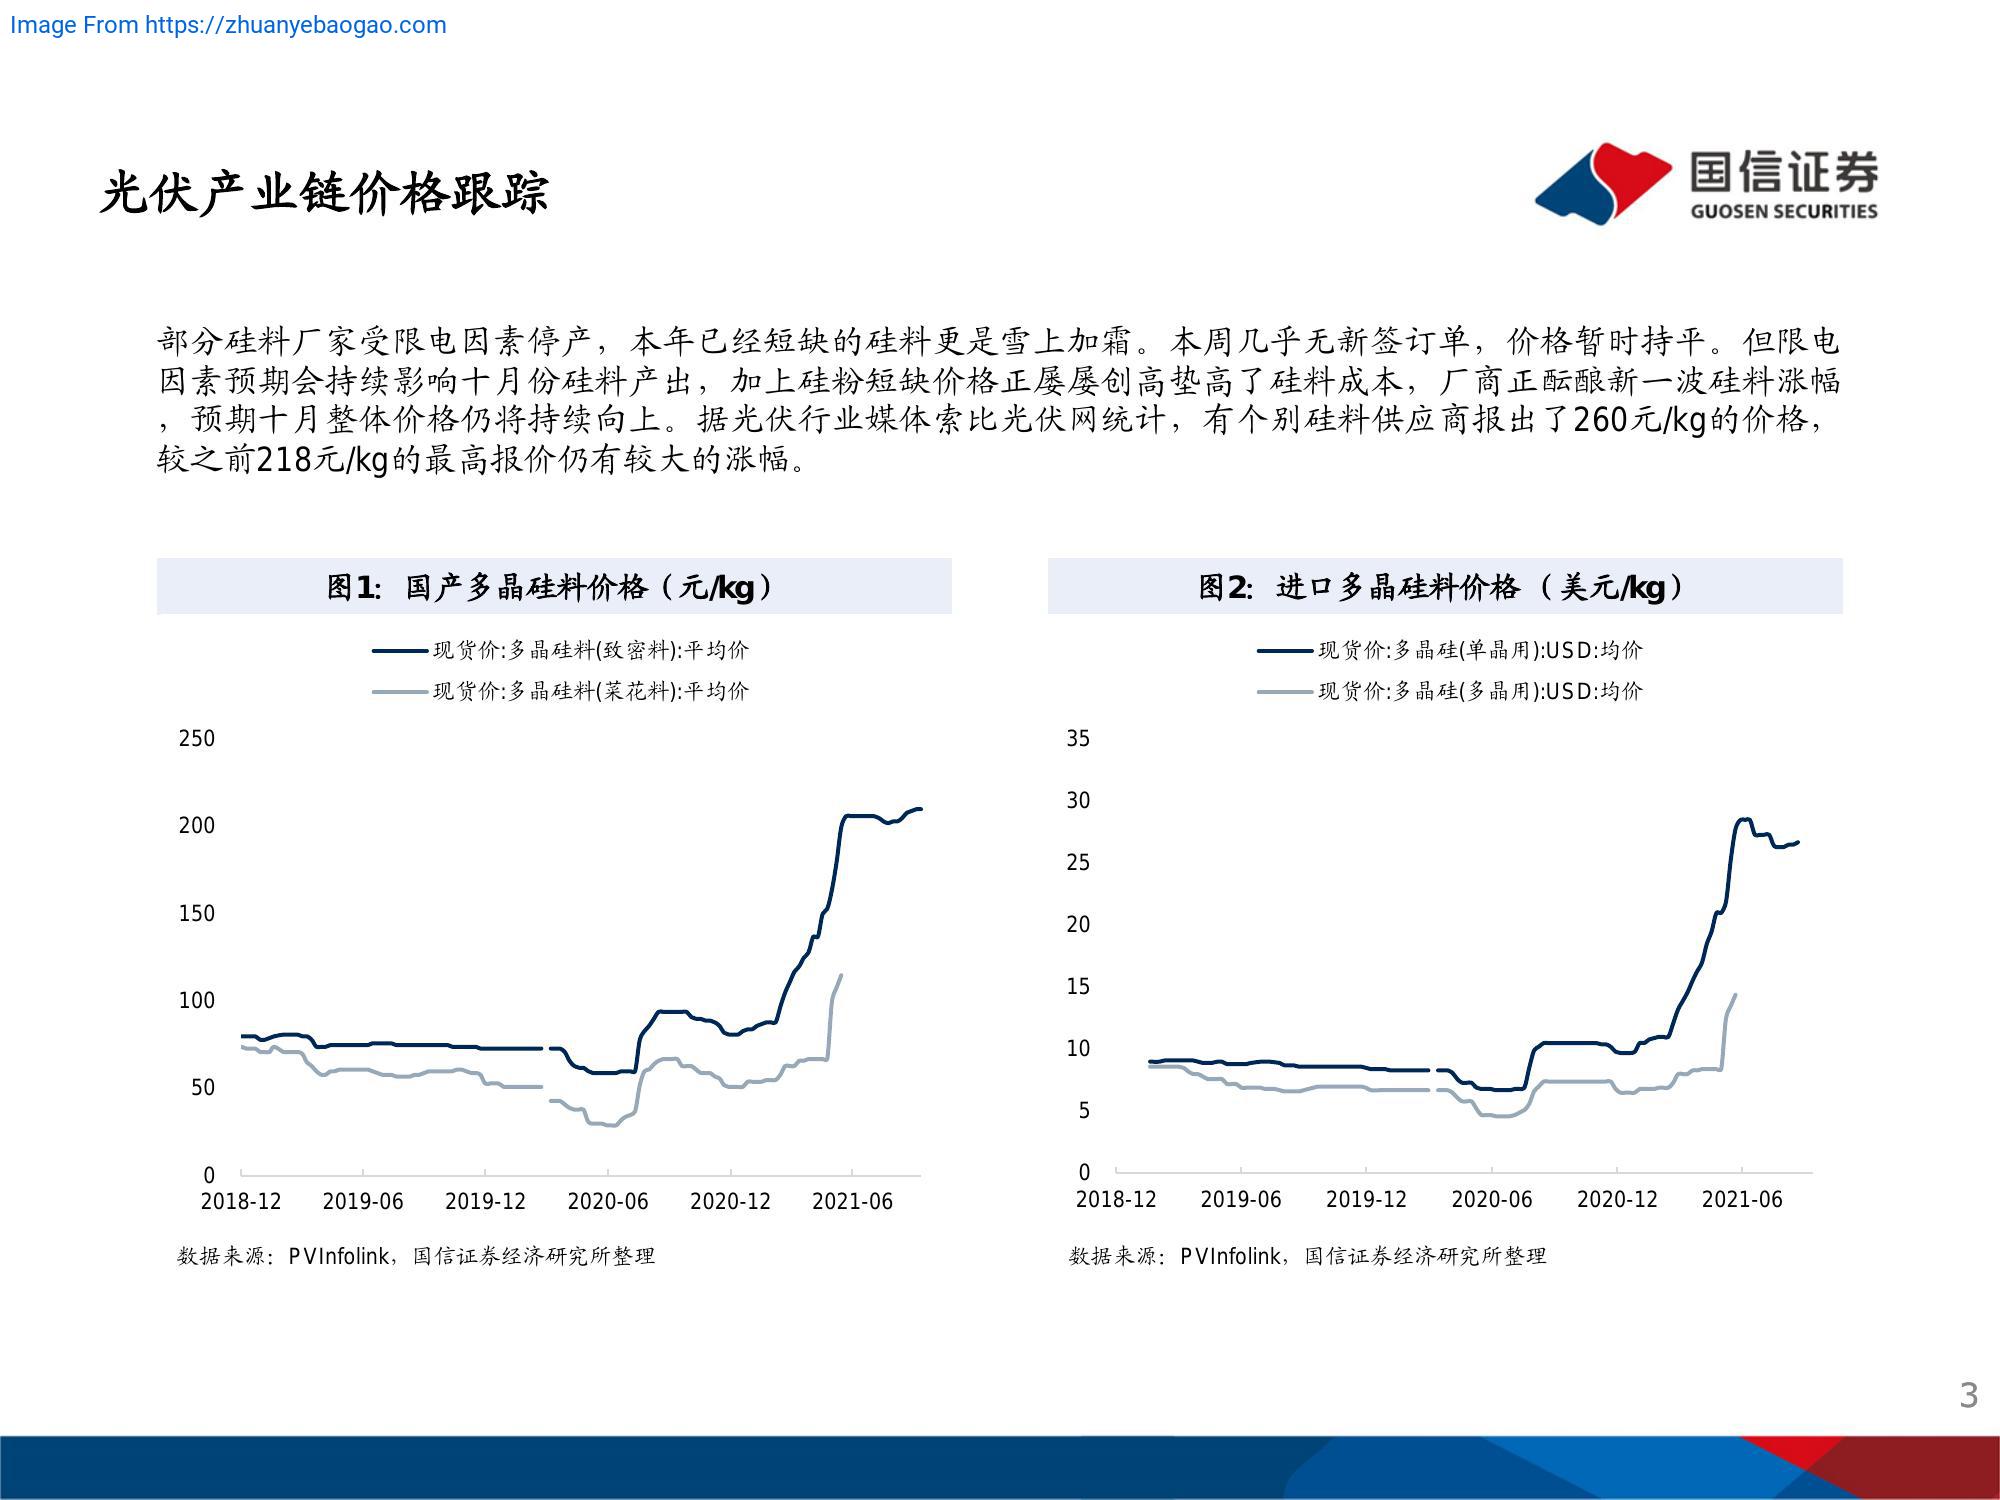 Image From https://zhuanyebaogao.com
光伏产业链价格跟踪
国信证券
GUOSEN SECURITIES
部分硅料厂家受限电因素停产，本年已经短缺的硅料更是雪上加霜。本周几乎无新签订单，价格暂时持平。但限电
因素预期会持续影响十月份硅料产出，加上硅粉短缺价格正屡屡创高垫高了硅料成本，厂商正酝酿新一波硅料涨幅
，预期十月整体价格仍将持续向上。据光伏行业媒体索比光伏网统计，有个别硅料供应商报出了260元/kg的价格，
较之前218元/kg的最高报价仍有较大的涨幅。
图1：国产多晶硅料价格（元/kg）
现货价:多晶硅料(致密料):平均价
现货价:多晶硅料(菜花料):平均价
250
200
150
100
50
0
2018-12 2019-06 2019-12 2020-06 2020-12 2021-06
数据来源：PVInfolink，国信证券经济研究所整理
图2：进口多晶硅料价格（美元/kg）
现货价:多晶硅(单晶用):USD:均价
现货价:多晶硅(多晶用):USD:均价
35
30
25
20
15
10
5
0
2018-12 2019-06 2019-12 2020-06 2020-12 2021-06
数据来源：PVInfolink，国信证券经济研究所整理
3